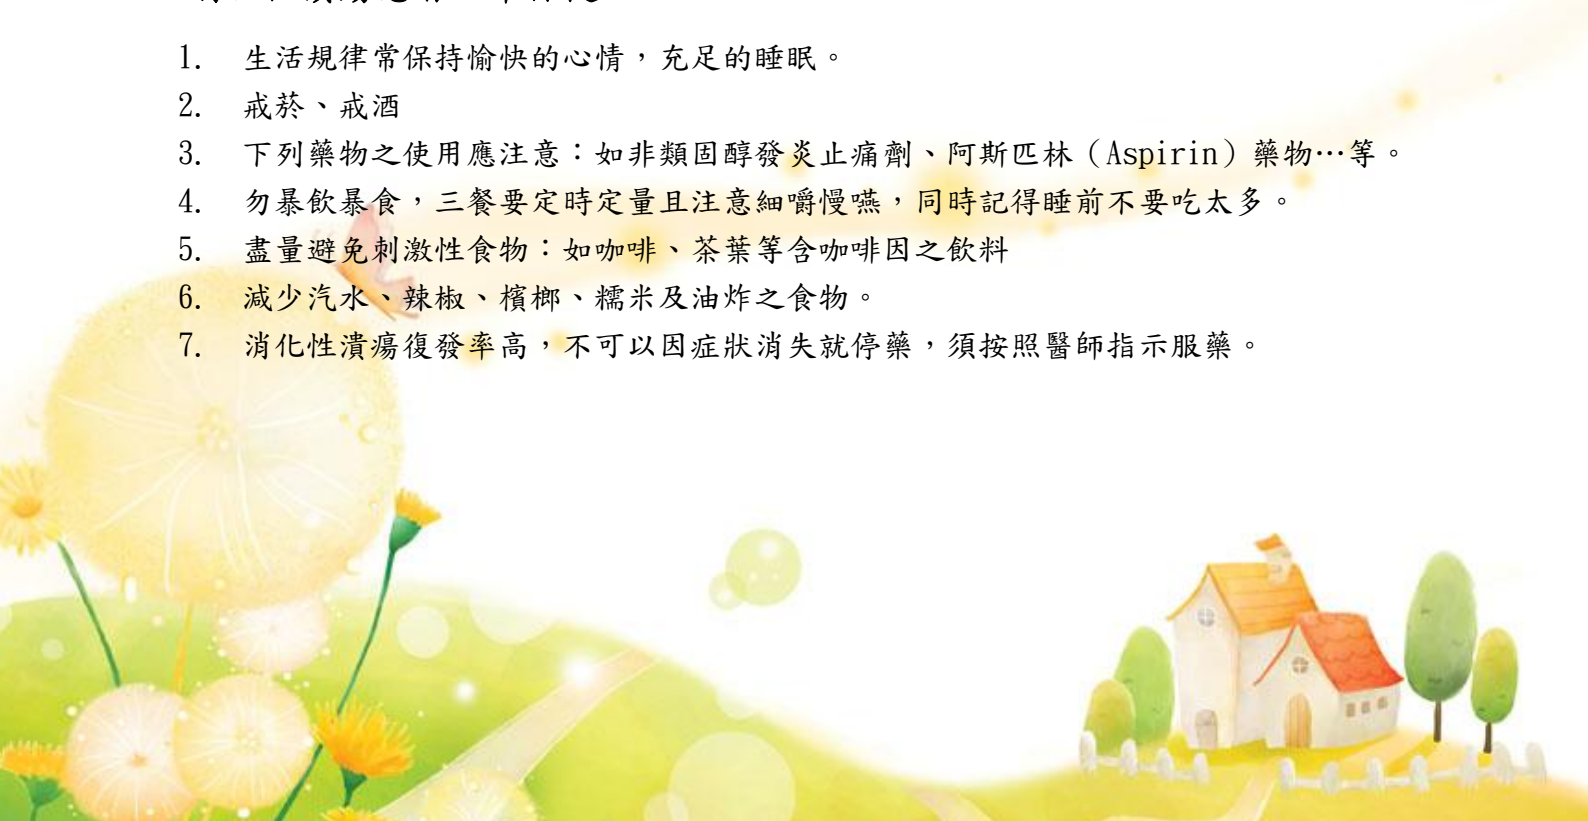 1. 生活規律常保持愉快的心情，充足的睡眠。
2. 戒菸、戒酒
3. 下列藥物之使用應注意：如非類固醇發炎止痛劑、阿斯匹林（Aspirin）藥物…等。
4. 勿暴飲暴食，三餐要定時定量且注意細嚼慢嚥，同時記得睡前不要吃太多。
5. 盡量避免刺激性食物：如咖啡、茶葉等含咖啡因之飲料
6. 減少汽水、辣椒、檳榔、糯米及油炸之食物。
7. 消化性潰瘍復發率高，不可以因症狀消失就停藥，須按照醫師指示服藥。